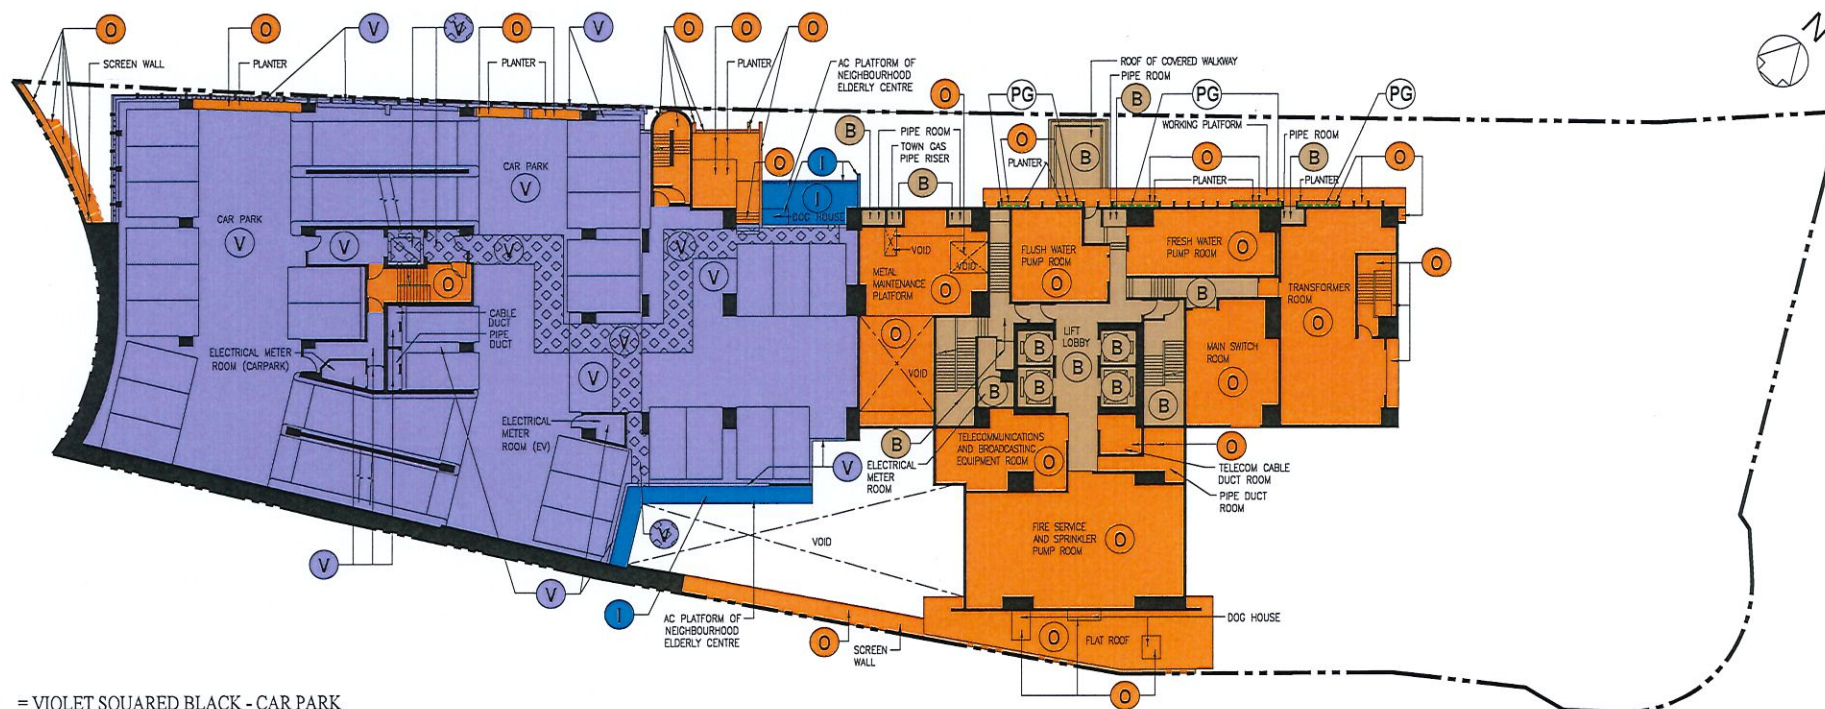 N
O
O
V
V
O
V
O
O
O
SCREEN WALL
PLANTER
PLANTER
PLANTER
AC PLATFORM OF
NEIGHBOURHOOD
ELDERLY CENTRE
ROOF OF COVERED WALKWAY
PIPE ROOM
B
O
PG
PG
PG
WORKING PLATFORM
B
PIPE ROOM
TOWN GAS
PIPE RISER
B
O
PLANTER
B
O
PLANTER
PIPE ROOM
B
PLANTER
O
CAR PARK
V
O
I
I
DOG HOUSE
CAR PARK
V
V
V
V
V
VOID
VOID
METAL
MAINTENANCE
PLATFORM
O
FLUSH WATER
PUMP ROOM
O
FRESH WATER
PUMP ROOM
O
O
TRANSFORMER
ROOM
O
B
O
CABLE
DUCT
PIPE
DUCT
ELECTRICAL METER
ROOM (CARPARK)
V
V
O
VOID
LIFT
LOBBY
B
B
B
B
B
MAIN SWITCH
ROOM
O
B
B
ELECTRICAL
METER
ROOM (EV)
B
TELECOMMUNICATIONS
AND BROADCASTING
EQUIPMENT ROOM
O
O
V
ELECTRICAL
METER
ROOM
TELECOM CABLE
DUCT ROOM
PIPE DUCT
ROOM
V
VOID
FIRE SERVICE
AND SPRINKLER
PUMP ROOM
O
V
V
I
AC PLATFORM OF
NEIGHBOURHOOD
ELDERLY CENTRE
O
SCREEN
WALL
O
FLAT ROOF
DOG HOUSE
O
= VIOLET SQUARED BLACK - CAR PARK